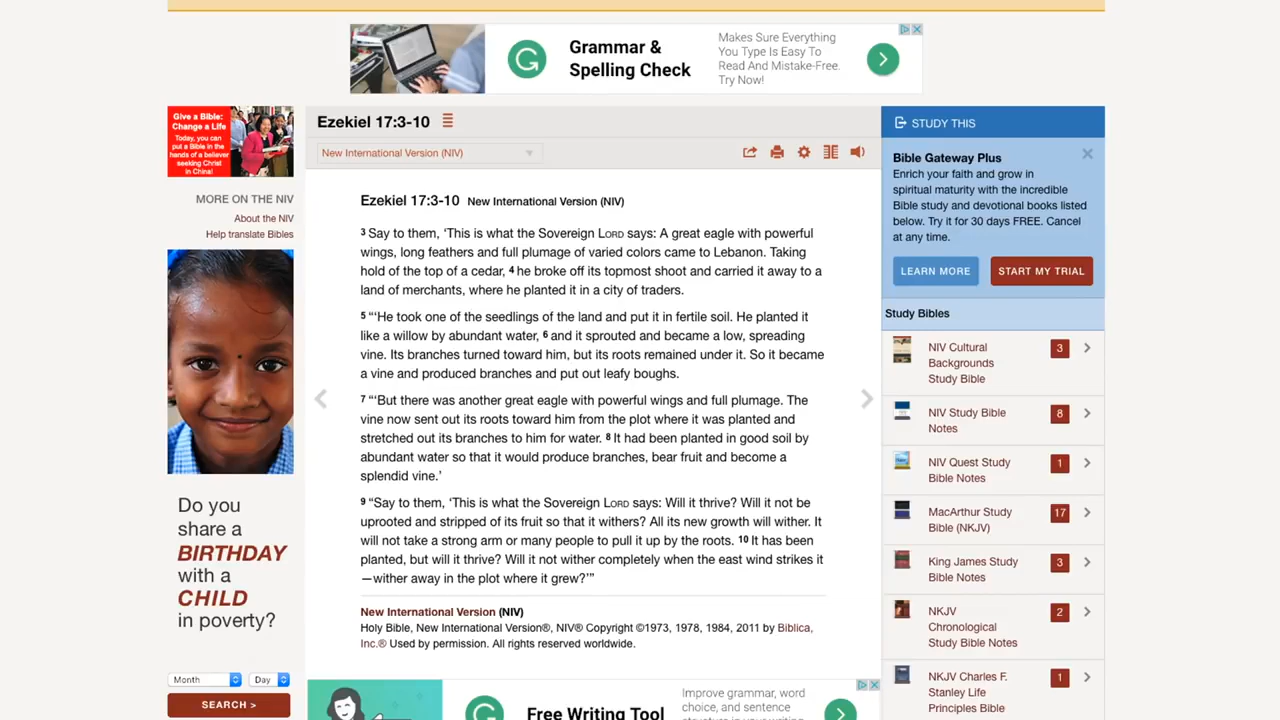 Grammar &
Spelling Check
Makes Sure Everything
You Type Is Easy To
Read And Mistake-Free.
Try Now!
Give a Bible:
Change a Life
Today, you can
put a Bible in the
hands of a believer
seeking Christ
in China!
MORE ON THE NIV
About the NIV
Help translate Bibles
Do you
share a
BIRTHDAY
with a
CHILD
in poverty?
Month
Day
SEARCH >
Ezekiel 17:3-10
New International Version (NIV)
Ezekiel 17:3-10 New International Version (NIV)
3 Say to them, ‘This is what the Sovereign LORD says: A great eagle with powerful
wings, long feathers and full plumage of varied colors came to Lebanon. Taking
hold of the top of a cedar, 4 he broke off its topmost shoot and carried it away to a
land of merchants, where he planted it in a city of traders.
5 “‘He took one of the seedlings of the land and put it in fertile soil. He planted it
like a willow by abundant water, 6 and it sprouted and became a low, spreading
vine. Its branches turned toward him, but its roots remained under it. So it became
a vine and produced branches and put out leafy boughs.
7 “‘But there was another great eagle with powerful wings and full plumage. The
vine now sent out its roots toward him from the plot where it was planted and
stretched out its branches to him for water. 8 It had been planted in good soil by
abundant water so that it would produce branches, bear fruit and become a
splendid vine.’
9 “Say to them, ‘This is what the Sovereign LORD says: Will it thrive? Will it not be
uprooted and stripped of its fruit so that it withers? All its new growth will wither. It
will not take a strong arm or many people to pull it up by the roots. 10 It has been
planted, but will it thrive? Will it not wither completely when the east wind strikes it
—wither away in the plot where it grew?’”
New International Version (NIV)
Holy Bible, New International Version®, NIV® Copyright ©1973, 1978, 1984, 2011 by Biblica,
Inc.® Used by permission. All rights reserved worldwide.
Free Writing Tool
Improve grammar, word
choice, and sentence
structure in your writing.
STUDY THIS
Bible Gateway Plus
Enrich your faith and grow in
spiritual maturity with the incredible
Bible study and devotional books listed
below. Try it for 30 days FREE. Cancel
at any time.
LEARN MORE
START MY TRIAL
Study Bibles
NIV Cultural
Backgrounds
Study Bible
3
NIV Study Bible
Notes
8
NIV Quest Study
Bible Notes
1
MacArthur Study
Bible (NKJV)
17
King James Study
Bible Notes
3
NKJV
Chronological
Study Bible Notes
2
NKJV Charles F.
Stanley Life
Principles Bible
1